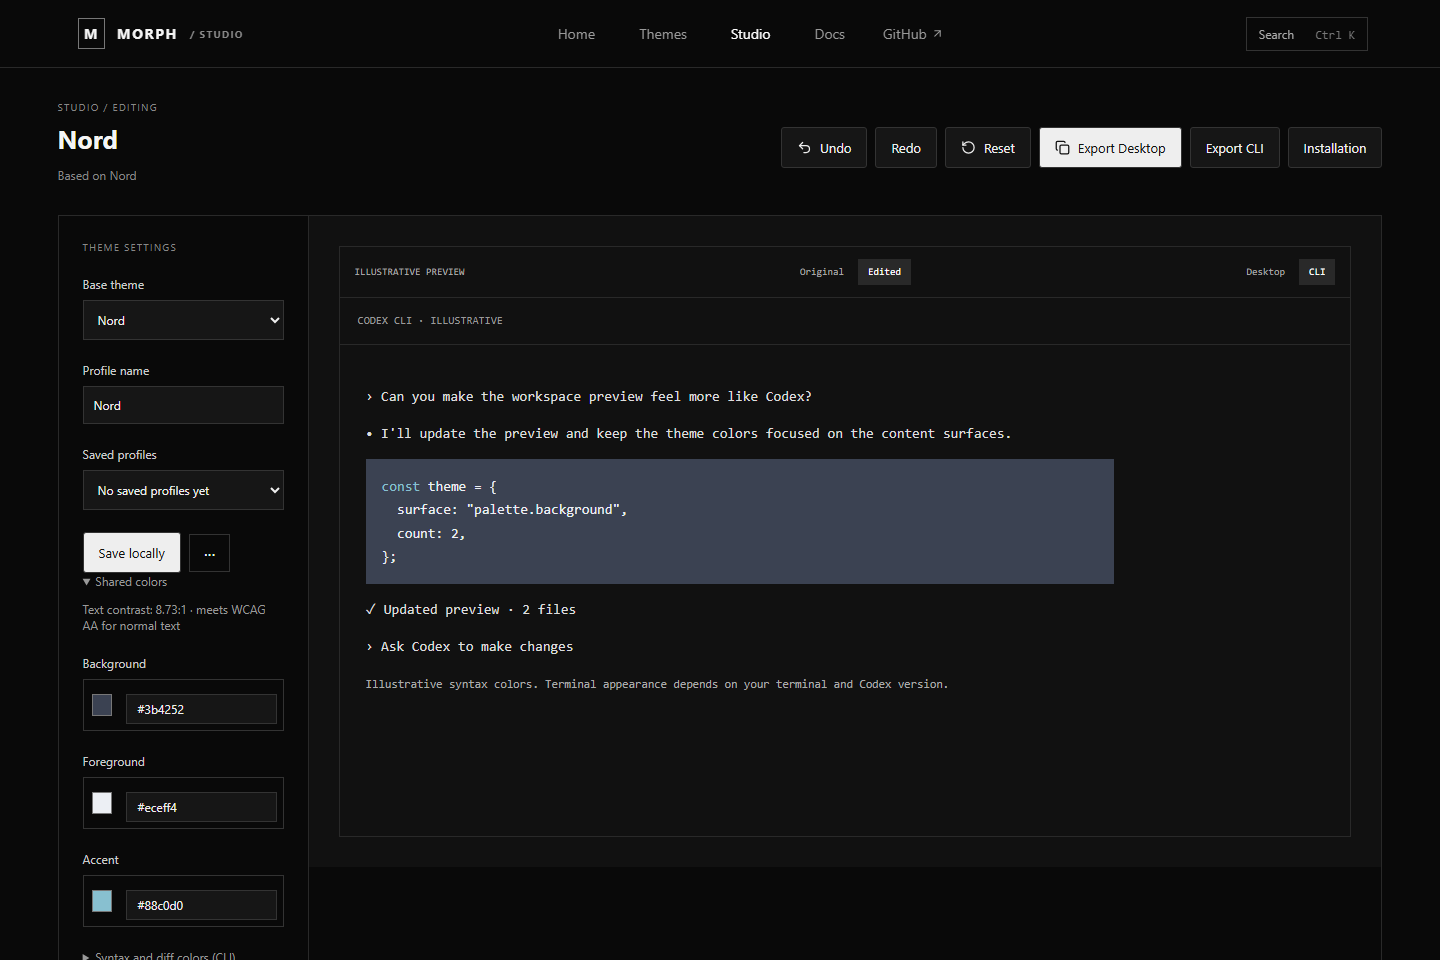 M MORPH / STUDIO
Home Themes Studio Docs GitHub ↗
Search Ctrl K
STUDIO / EDITING
Nord
Based on Nord
Undo Redo Reset Export Desktop Export CLI Installation
THEME SETTINGS
Base theme
Nord
Profile name
Nord
Saved profiles
No saved profiles yet
Save locally ...
▼ Shared colors
Text contrast: 8.73:1 · meets WCAG
AA for normal text
Background
#3b4252
Foreground
#eceff4
Accent
#88c0d0
▶ Syntax and diff colors (CLI)
ILLUSTRATIVE PREVIEW Original Edited Desktop CLI
CODEX CLI · ILLUSTRATIVE
› Can you make the workspace preview feel more like Codex?
• I'll update the preview and keep the theme colors focused on the content surfaces.
const theme = {
  surface: "palette.background",
  count: 2,
};
✓ Updated preview · 2 files
› Ask Codex to make changes
Illustrative syntax colors. Terminal appearance depends on your terminal and Codex version.